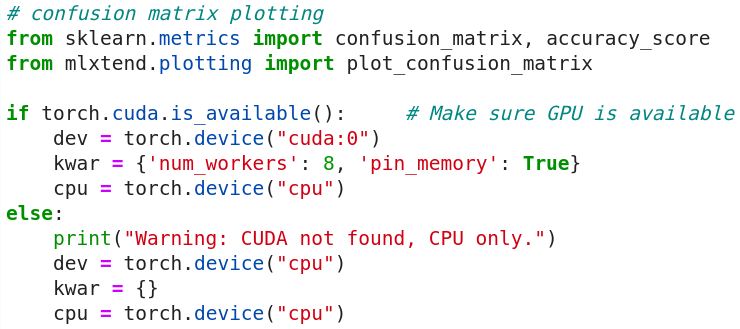 # confusion matrix plotting
from sklearn.metrics import confusion_matrix, accuracy_score
from mlxtend.plotting import plot_confusion_matrix

if torch.cuda.is_available():     # Make sure GPU is available
    dev = torch.device("cuda:0")
    kwar = {'num_workers': 8, 'pin_memory': True}
    cpu = torch.device("cpu")
else:
    print("Warning: CUDA not found, CPU only.")
    dev = torch.device("cpu")
    kwar = {}
    cpu = torch.device("cpu")